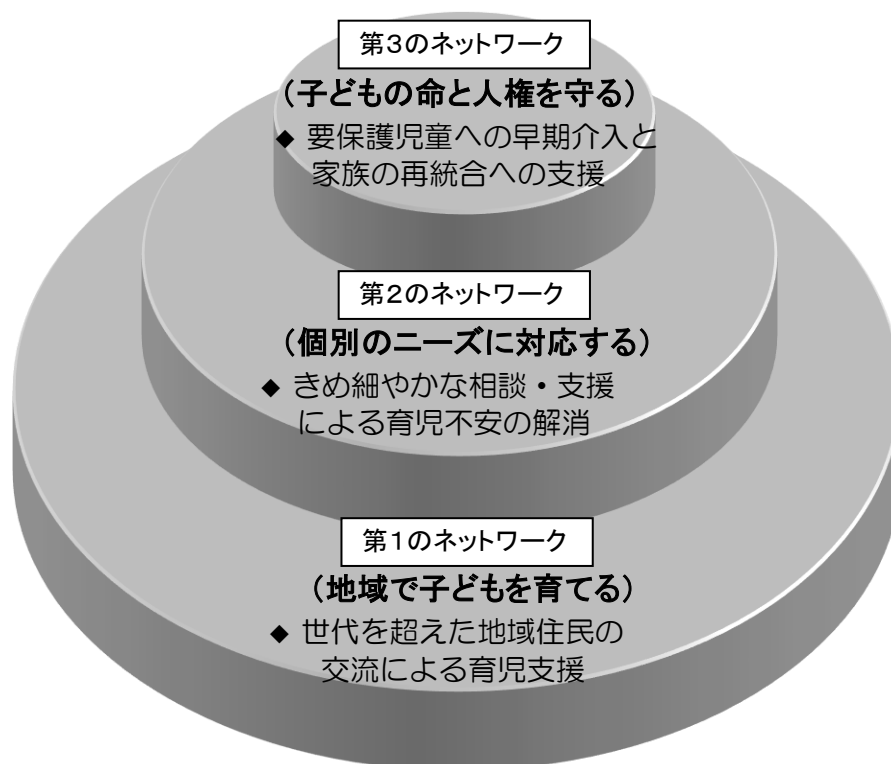 第3のネットワーク
（子どもの命と人権を守る）
◆ 要保護児童への早期介入と
家族の再統合への支援
第2のネットワーク
（個別のニーズに対応する）
◆ きめ細やかな相談・支援
による育児不安の解消
第1のネットワーク
（地域で子どもを育てる）
◆ 世代を超えた地域住民の
交流による育児支援